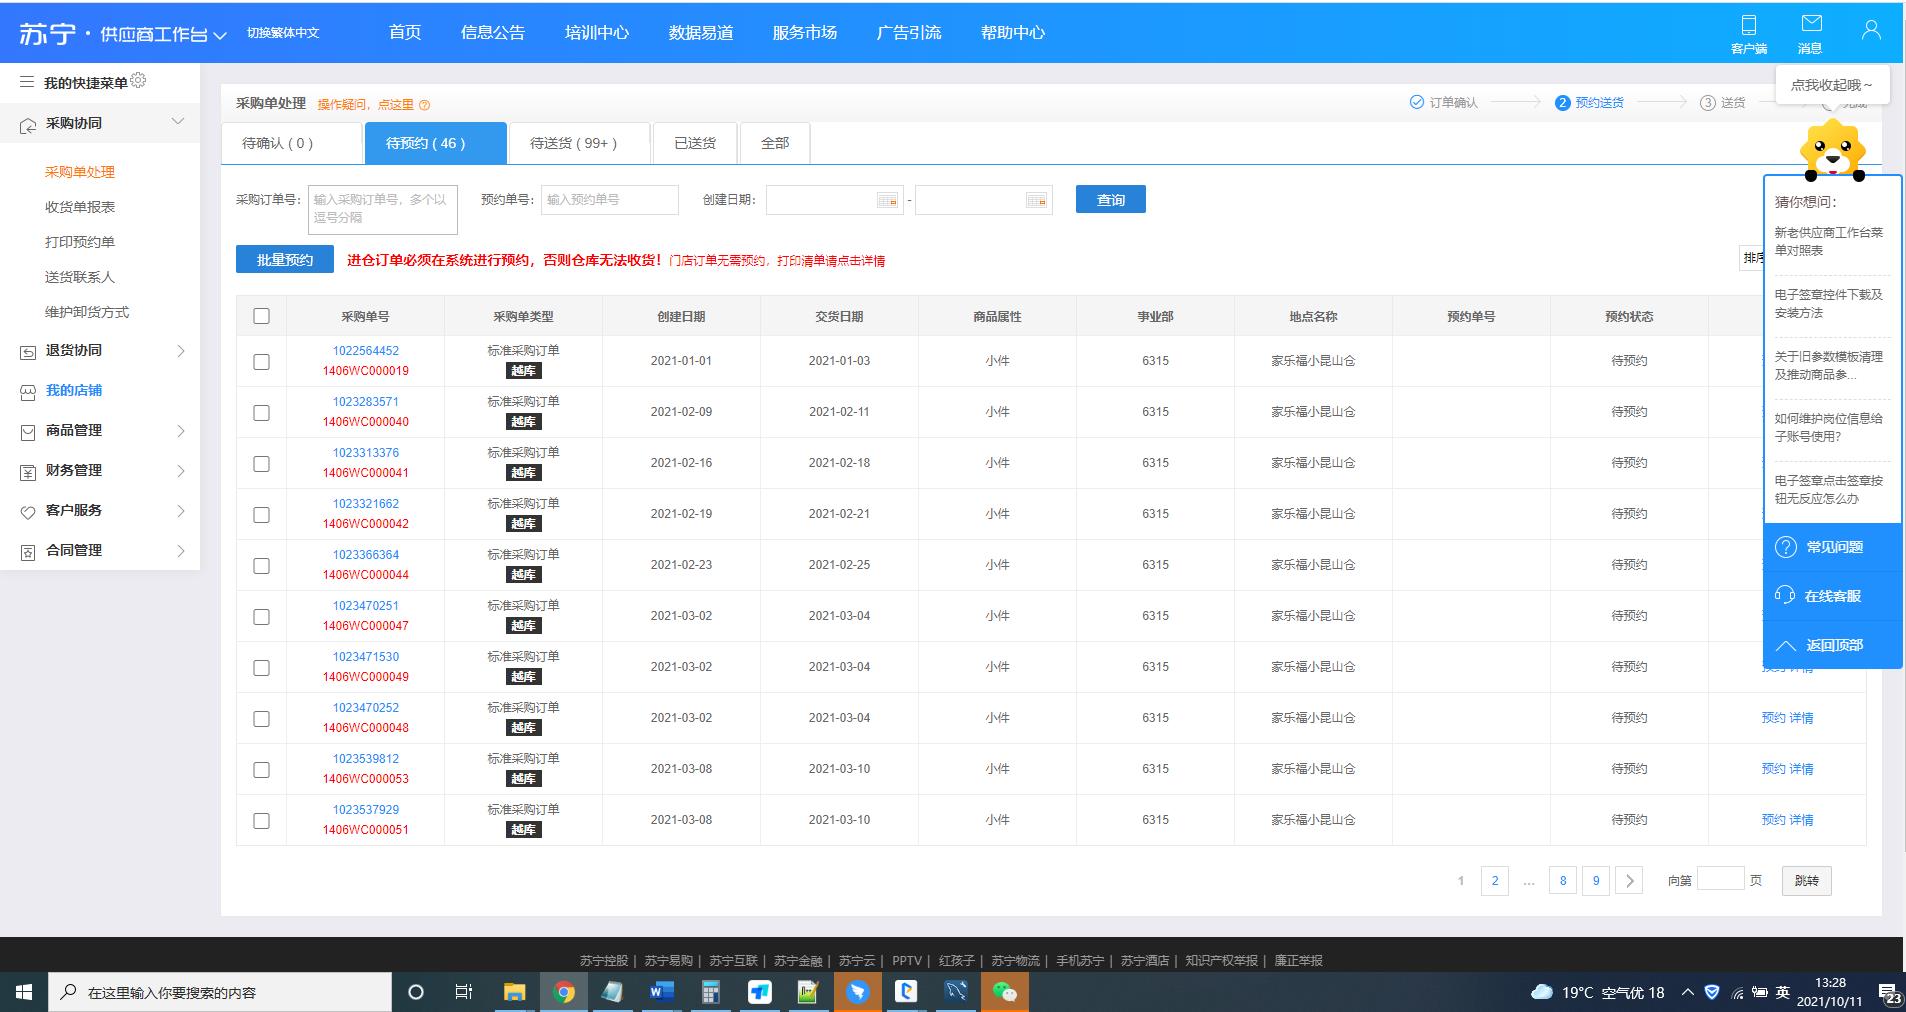 苏宁 · 供应商工作台 切换繁体中文 首页 信息公告 培训中心 数据易道 服务市场 广告引流 帮助中心 客户端 消息
点我收起哦～
我的快捷菜单
采购协同
采购单处理
收货单报表
打印预约单
送货联系人
维护卸货方式
退货协同
我的店铺
商品管理
财务管理
客户服务
合同管理
采购单处理 操作疑问，点这里
订单确认 2 预约送货 3 送货
待确认 ( 0 ) 待预约 ( 46 ) 待送货 ( 99+ ) 已送货 全部
采购订单号： 输入采购订单号，多个以
逗号分隔
预约单号： 输入预约单号 创建日期： - 查询
批量预约 进仓订单必须在系统进行预约，否则仓库无法收货！门店订单无需预约，打印清单请点击详情
采购单号 采购单类型 创建日期 交货日期 商品属性 事业部 地点名称 预约单号 预约状态
1022564452 标准采购订单
1406WC000019 越库 2021-01-01 2021-01-03 小件 6315 家乐福小昆山仓 待预约
1023283571 标准采购订单
1406WC000040 越库 2021-02-09 2021-02-11 小件 6315 家乐福小昆山仓 待预约
1023313376 标准采购订单
1406WC000041 越库 2021-02-16 2021-02-18 小件 6315 家乐福小昆山仓 待预约
1023321662 标准采购订单
1406WC000042 越库 2021-02-19 2021-02-21 小件 6315 家乐福小昆山仓 待预约
1023366364 标准采购订单
1406WC000044 越库 2021-02-23 2021-02-25 小件 6315 家乐福小昆山仓 待预约
1023470251 标准采购订单
1406WC000047 越库 2021-03-02 2021-03-04 小件 6315 家乐福小昆山仓 待预约
1023471530 标准采购订单
1406WC000049 越库 2021-03-02 2021-03-04 小件 6315 家乐福小昆山仓 待预约
1023470252 标准采购订单
1406WC000048 越库 2021-03-02 2021-03-04 小件 6315 家乐福小昆山仓 待预约 预约 详情
1023539812 标准采购订单
1406WC000053 越库 2021-03-08 2021-03-10 小件 6315 家乐福小昆山仓 待预约 预约 详情
1023537929 标准采购订单
1406WC000051 越库 2021-03-08 2021-03-10 小件 6315 家乐福小昆山仓 待预约 预约 详情
1 2 ... 8 9 向第 页 跳转
猜你想问：
新老供应商工作台菜
单对照表
电子签章控件下载及
安装方法
关于旧参数模板清理
及推动商品参...
如何维护岗位信息给
子账号使用?
电子签章点击签章按
钮无反应怎么办
常见问题
在线客服
返回顶部
苏宁控股 | 苏宁易购 | 苏宁互联 | 苏宁金融 | 苏宁云 | PPTV | 红孩子 | 苏宁物流 | 手机苏宁 | 苏宁酒店 | 知识产权举报 | 廉正举报
在这里输入你要搜索的内容 19°C 空气优 18 英 13:28
2021/10/11 23